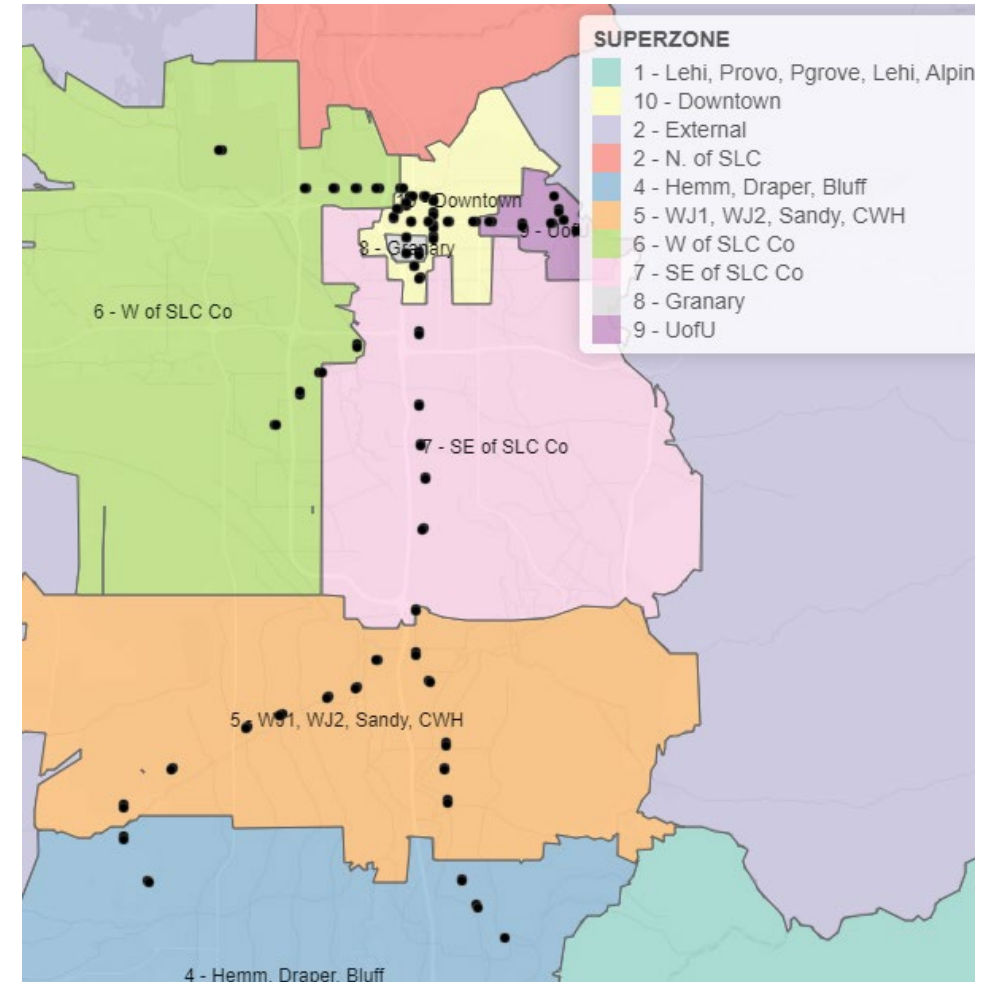 SUPERZONE
1 - Lehi, Provo, Pgrove, Lehi, Alpin
10 - Downtown
2 - External
2 - N. of SLC
4 - Hemm, Draper, Bluff
5 - WJ1, WJ2, Sandy, CWH
6 - W of SLC Co
7 - SE of SLC Co
8 - Granary
9 - UofU
10 - Downtown
9 - UofU
8 - Granary
6 - W of SLC Co
7 - SE of SLC Co
5 - WJ1, WJ2, Sandy, CWH
4 - Hemm, Draper, Bluff